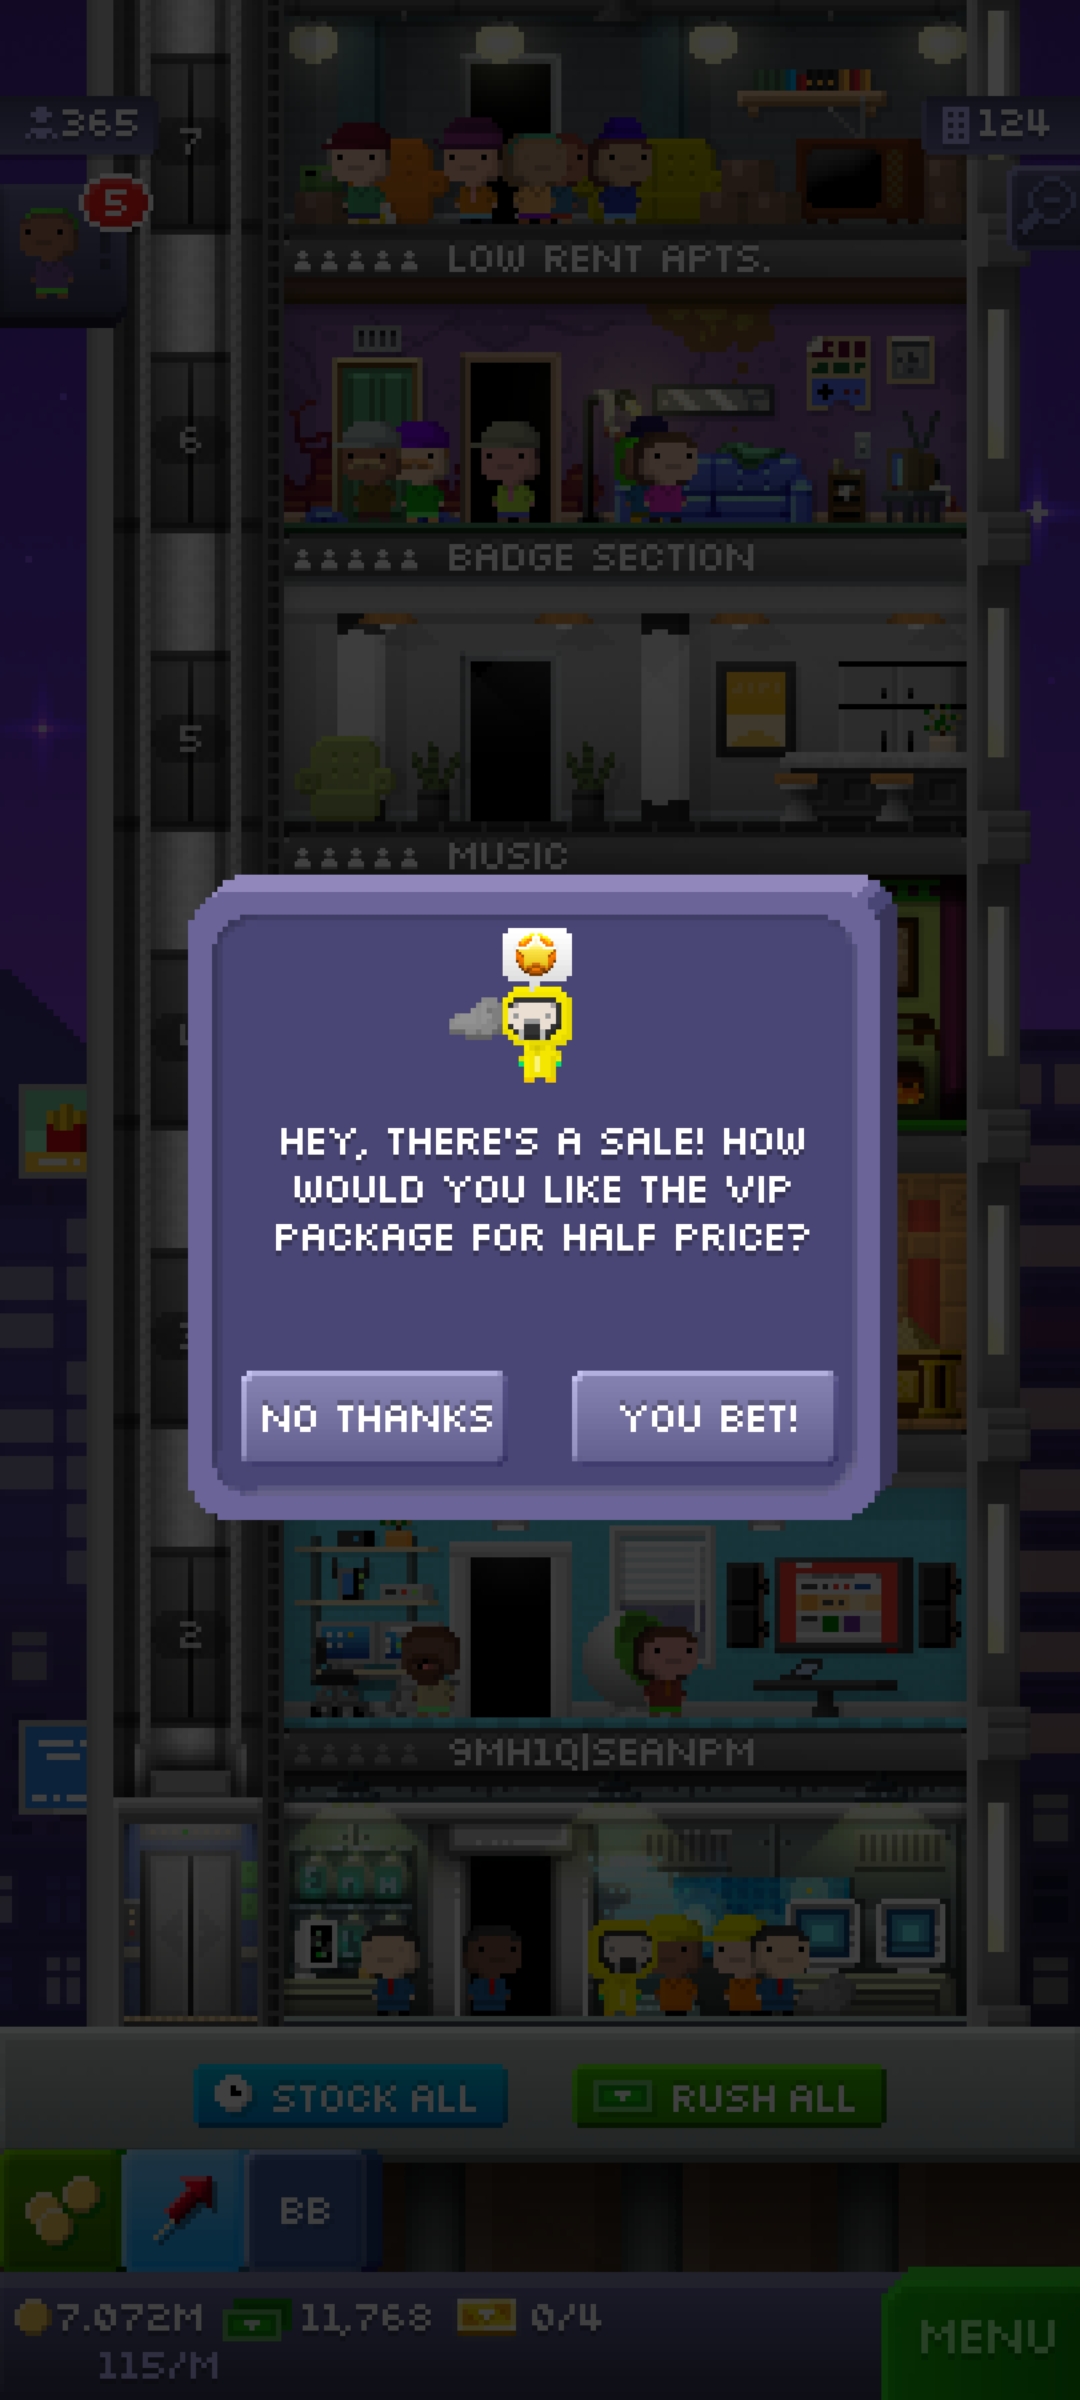 365
7
124
5
LOW RENT APTS.
6
BADGE SECTION
5
MUSIC
HEY, THERE'S A SALE! HOW
WOULD YOU LIKE THE VIP
PACKAGE FOR HALF PRICE?
NO THANKS
YOU BET!
2
9MH1Q|SEANPM
STOCK ALL
RUSH ALL
BB
7.072M
11,768
0/4
MENU
115/M